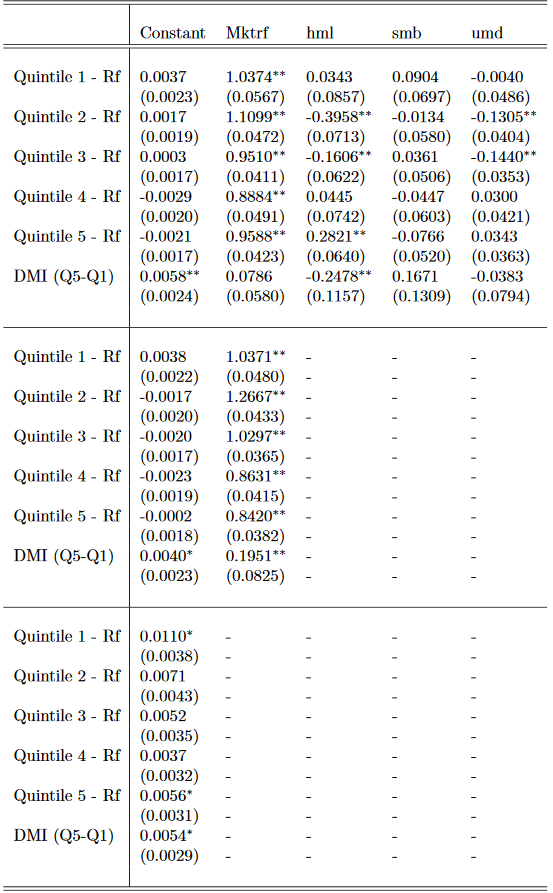 Constant Mktrf hml smb umd
Quintile 1 - Rf 0.0037 1.0374** 0.0343 0.0904 -0.0040
(0.0023) (0.0567) (0.0857) (0.0697) (0.0486)
Quintile 2 - Rf 0.0017 1.1099** -0.3958** -0.0134 -0.1305**
(0.0019) (0.0472) (0.0713) (0.0580) (0.0404)
Quintile 3 - Rf 0.0003 0.9510** -0.1606** 0.0361 -0.1440**
(0.0017) (0.0411) (0.0622) (0.0506) (0.0353)
Quintile 4 - Rf -0.0029 0.8884** 0.0445 -0.0447 0.0300
(0.0020) (0.0491) (0.0742) (0.0603) (0.0421)
Quintile 5 - Rf -0.0021 0.9588** 0.2821** -0.0766 0.0343
(0.0017) (0.0423) (0.0640) (0.0520) (0.0363)
DMI (Q5-Q1) 0.0058** 0.0786 -0.2478** 0.1671 -0.0383
(0.0024) (0.0580) (0.1157) (0.1309) (0.0794)
Quintile 1 - Rf 0.0038 1.0371** - - -
(0.0022) (0.0480) - - -
Quintile 2 - Rf -0.0017 1.2667** - - -
(0.0020) (0.0433) - - -
Quintile 3 - Rf -0.0020 1.0297** - - -
(0.0017) (0.0365) - - -
Quintile 4 - Rf -0.0023 0.8631** - - -
(0.0019) (0.0415) - - -
Quintile 5 - Rf -0.0002 0.8420** - - -
(0.0018) (0.0382) - - -
DMI (Q5-Q1) 0.0040* 0.1951** - - -
(0.0023) (0.0825) - - -
Quintile 1 - Rf 0.0110* - - - -
(0.0038) - - - -
Quintile 2 - Rf 0.0071 - - - -
(0.0043) - - - -
Quintile 3 - Rf 0.0052 - - - -
(0.0035) - - - -
Quintile 4 - Rf 0.0037 - - - -
(0.0032) - - - -
Quintile 5 - Rf 0.0056* - - - -
(0.0031) - - - -
DMI (Q5-Q1) 0.0054* - - - -
(0.0029) - - - -